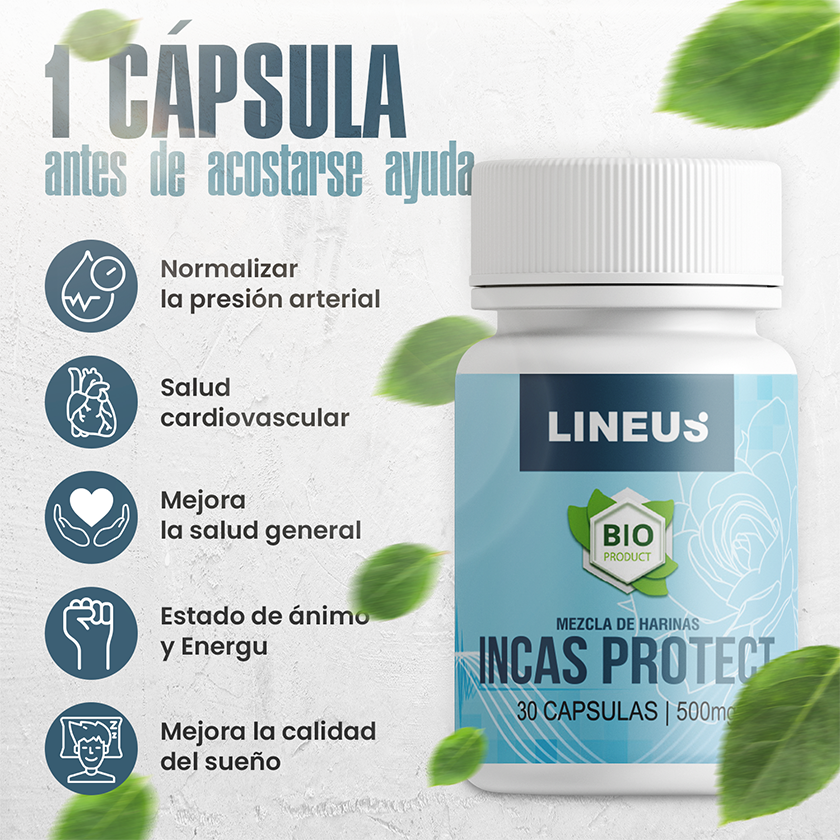 1 CÁPSULA
antes de acostarse ayuda
Normalizar
la presión arterial
Salud
cardiovascular
Mejora
la salud general
Estado de ánimo
y Energu
Mejora la calidad
del sueño
LINEUS
BIO
PRODUCT
MEZCLA DE HARINAS
INCAS PROTECT
30 CAPSULAS | 500mg
Z
Z